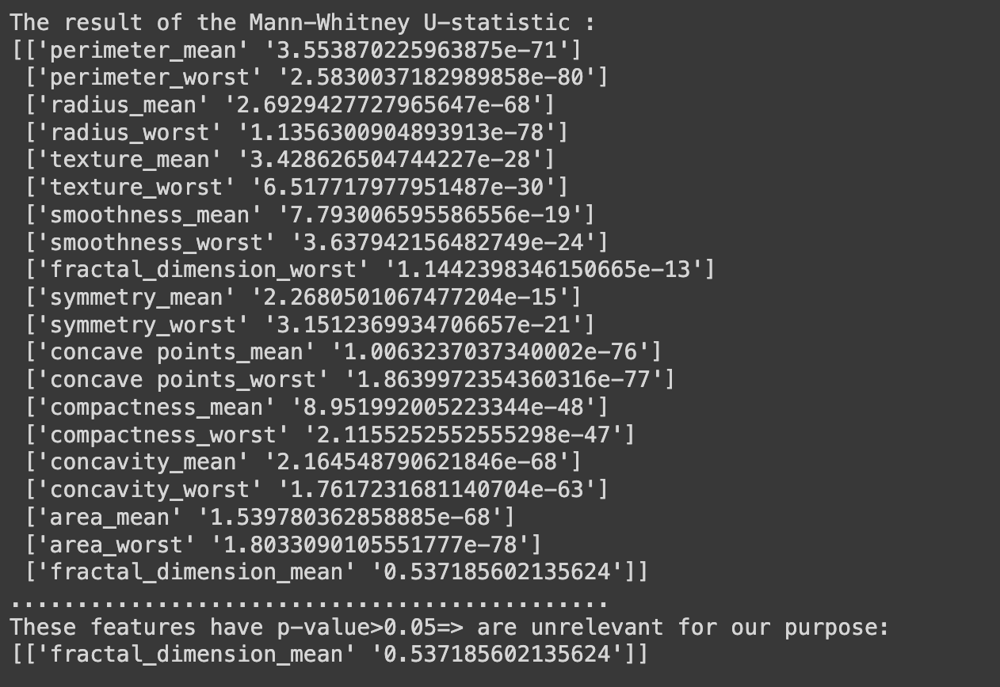 The result of the Mann-Whitney U-statistic :
[['perimeter_mean' '3.553870225963875e-71']
['perimeter_worst' '2.5830037182989858e-80']
['radius_mean' '2.6929427727965647e-68']
['radius_worst' '1.1356300904893913e-78']
['texture_mean' '3.428626504744227e-28']
['texture_worst' '6.517717977951487e-30']
['smoothness_mean' '7.793006595586556e-19']
['smoothness_worst' '3.637942156482749e-24']
['fractal_dimension_worst' '1.1442398346150665e-13']
['symmetry_mean' '2.2680501067477204e-15']
['symmetry_worst' '3.1512369934706657e-21']
['concave points_mean' '1.0063237037340002e-76']
['concave points_worst' '1.8639972354360316e-77']
['compactness_mean' '8.951992005223344e-48']
['compactness_worst' '2.1155252552555298e-47']
['concavity_mean' '2.164548790621846e-68']
['concavity_worst' '1.7617231681140704e-63']
['area_mean' '1.539780362858885e-68']
['area_worst' '1.8033090105551777e-78']
['fractal_dimension_mean' '0.537185602135624']]
.............................................
These features have p-value>0.05=> are unrelevant for our purpose:
[['fractal_dimension_mean' '0.537185602135624']]